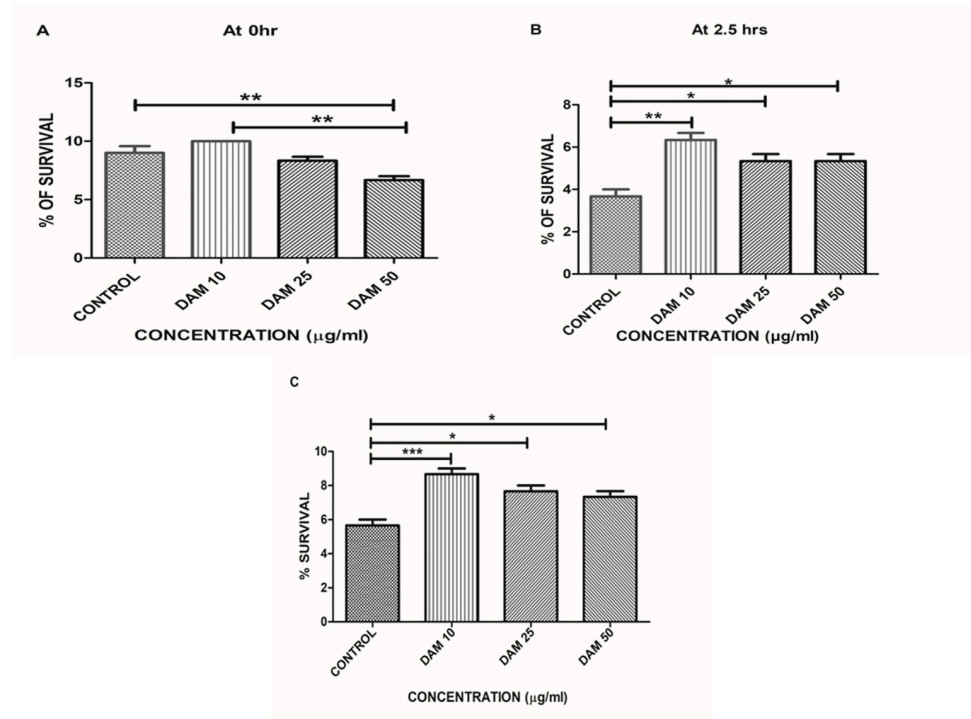 A
At 0hr
**
**
15
10
5
0
% OF SURVIVAL
CONTROL
DAM 10
DAM 25
DAM 50
CONCENTRATION (μg/ml)
B
At 2.5 hrs
*
*
**
8
6
4
2
0
% OF SURVIVAL
CONTROL
DAM 10
DAM 25
DAM 50
CONCENTRATION (μg/ml)
C
*
*
***
10
8
6
4
2
0
% SURVIVAL
CONTROL
DAM 10
DAM 25
DAM 50
CONCENTRATION (μg/ml)